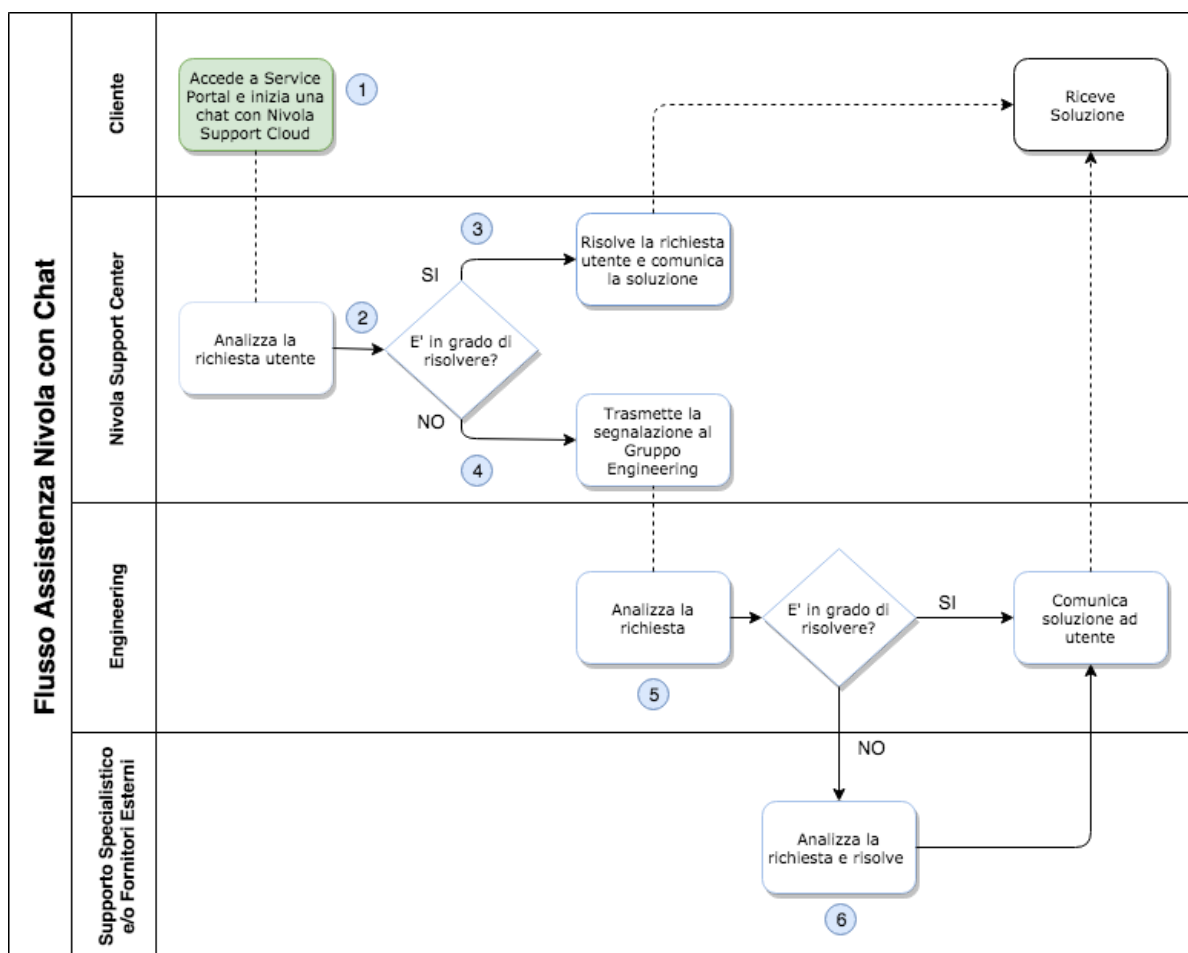 Flusso Assistenza Nivola con Chat
Cliente
Accede a Service
Portal e inizia una
chat con Nivola
Support Cloud
1
Riceve
Soluzione
Nivola Support Center
Analizza la
richiesta utente
2
E' in grado di
risolvere?
SI
3
Risolve la richiesta
utente e comunica
la soluzione
NO
4
Trasmette la
segnalazione al
Gruppo
Engineering
Engineering
Analizza la
richiesta
5
E' in grado di
risolvere?
SI
Comunica
soluzione ad
utente
NO
Supporto Specialistico
e/o Fornitori Esterni
Analizza la
richiesta e risolve
6